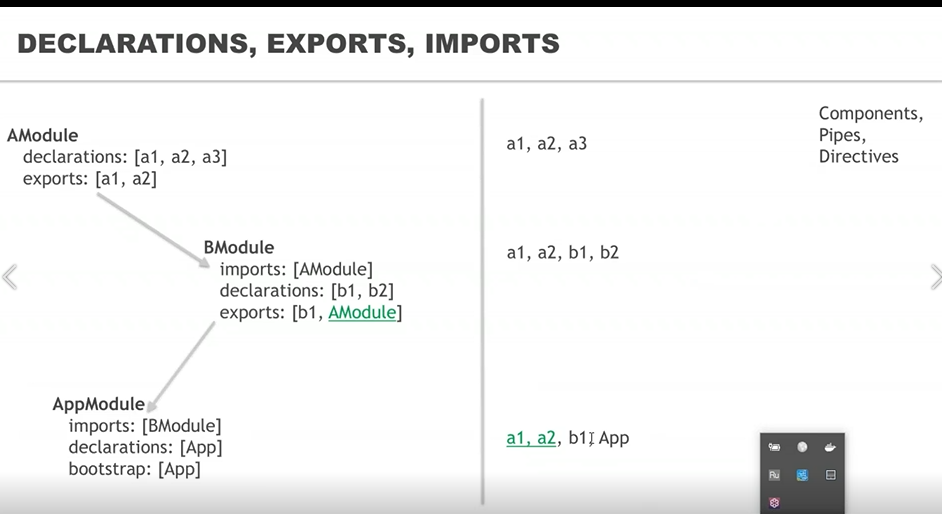 DECLARATIONS, EXPORTS, IMPORTS
AModule
declarations: [a1, a2, a3]
exports: [a1, a2]
a1, a2, a3
Components,
Pipes,
Directives
BModule
imports: [AModule]
declarations: [b1, b2]
exports: [b1, AModule]
a1, a2, b1, b2
AppModule
imports: [BModule]
declarations: [App]
bootstrap: [App]
a1, a2, b1, App
Ru